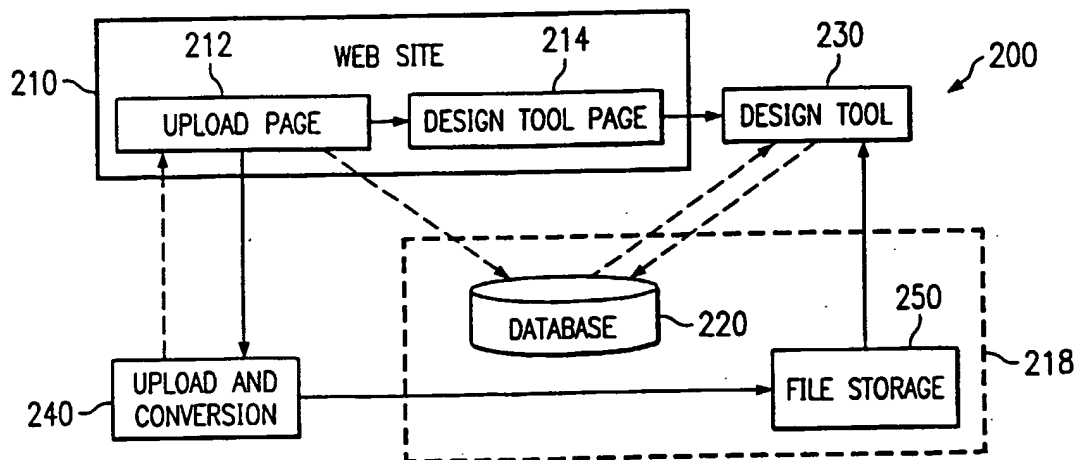 212
WEB SITE
214
230
200
210
UPLOAD PAGE
DESIGN TOOL PAGE
DESIGN TOOL
DATABASE
220
250
218
240
UPLOAD AND
CONVERSION
FILE STORAGE